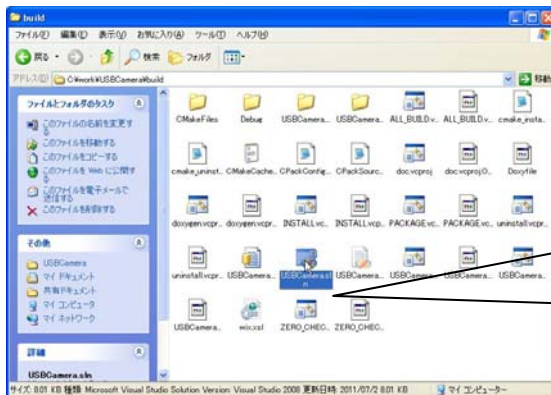 build
ファイル(F) 編集(E) 表示(V) お気に入り(A) ツール(T) ヘルプ(H)
戻る 検索 フォルダ
アドレス(D) C:¥work¥USBCamera¥build 移動
ファイルとフォルダのタスク
このファイルの名前を変更する
このファイルを移動する
このファイルをコピーする
このファイルを Web に公開する
このファイルを電子メールで送信する
このファイルを削除する
その他
USBCamera
マイ ドキュメント
共有ドキュメント
マイ コンピュータ
マイ ネットワーク
詳細
USBCamera.sln
CMakeFiles Debug USBCamera... USBCamera... ALL_BUILD.v... ALL_BUILD.v... cmake_insta...
cmake_uninst... CMakeCache... CPackConfig... CPackSourc... doc.vcproj doc.vcproj.O... Doxyfile
doxygen.vcpr... doxygen.vcpr... INSTALL.vc... INSTALL.vcp... PACKAGE.vc... PACKAGE.vc... uninstall.vcpr...
uninstall.vcpr... USBCamera... USBCamera.sln USBCamera... USBCamera... USBCamera... USBCamera...
USBCamera... wix.xsl ZERO_CHEC... ZERO_CHEC...
サイズ: 8.01 KB 種類: Microsoft Visual Studio Solution Version: Visual Studio 2008 更新日時: 2011/07/2 8.01 KB マイ コンピュータ